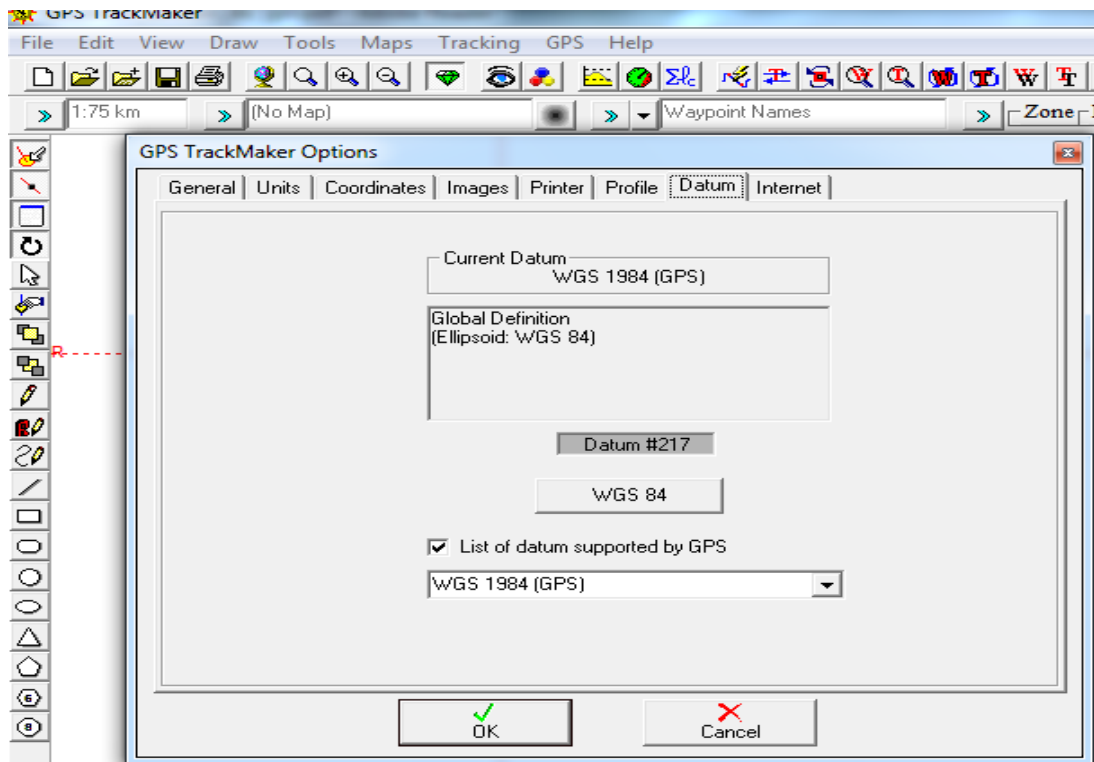 GPS TrackMaker
File Edit View Draw Tools Maps Tracking GPS Help
1:75 km (No Map) Waypoint Names Zone
GPS TrackMaker Options
General Units Coordinates Images Printer Profile Datum Internet
Current Datum
WGS 1984 (GPS)
Global Definition
(Ellipsoid: WGS 84)
R
Datum #217
WGS 84
List of datum supported by GPS
WGS 1984 (GPS)
6
8
OK Cancel